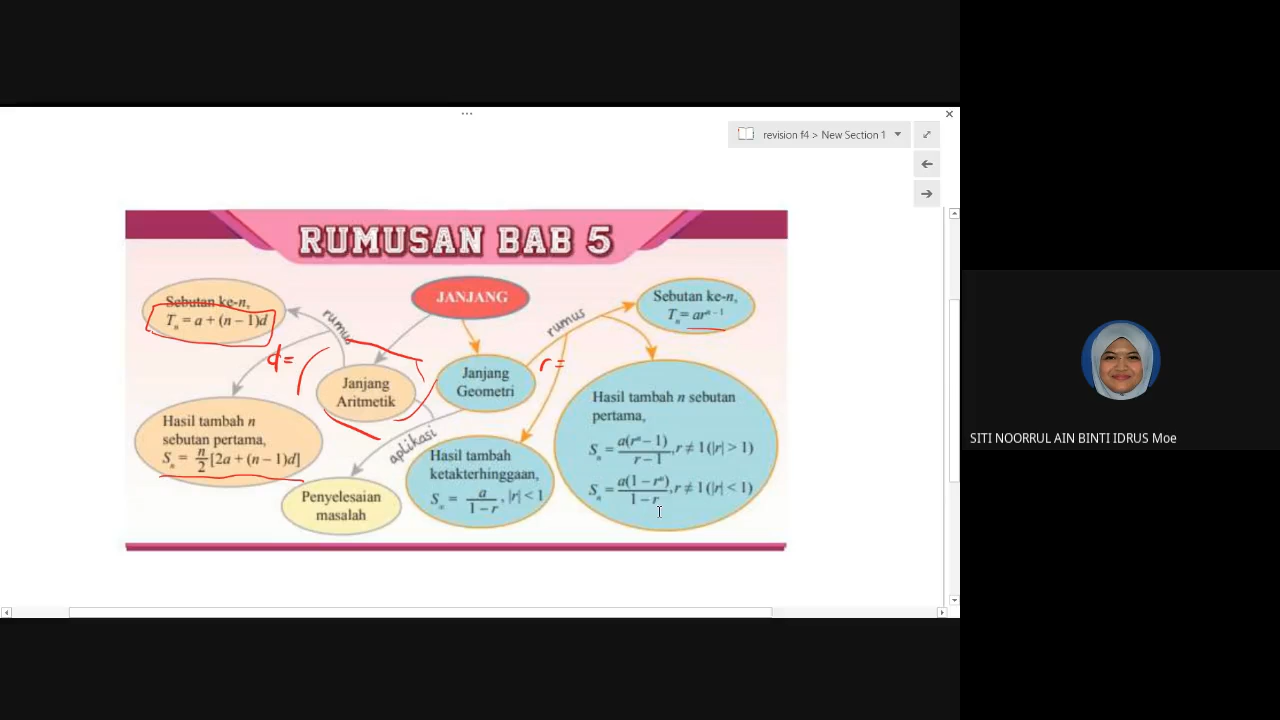 revision f4 > New Section 1
RUMUSAN BAB 5
JANJANG
Sebutan ke-n,
Tₙ = a + (n – 1)d
rumus
d=
Janjang
Aritmetik
Janjang
Geometri
rumus
r=
Sebutan ke-n,
Tₙ = arⁿ⁻¹
Hasil tambah n
sebutan pertama,
Sₙ = n/2 [2a + (n – 1)d]
aplikasi
Penyelesaian
masalah
Hasil tambah
ketakterhinggaan,
S∞ = a/(1 – r), |r| < 1
Hasil tambah n sebutan
pertama,
Sₙ = a(rⁿ – 1)/(r – 1), r ≠ 1 (|r| > 1)
Sₙ = a(1 – rⁿ)/(1 – r), r ≠ 1 (|r| < 1)
SITI NOORRUL AIN BINTI IDRUS Moe